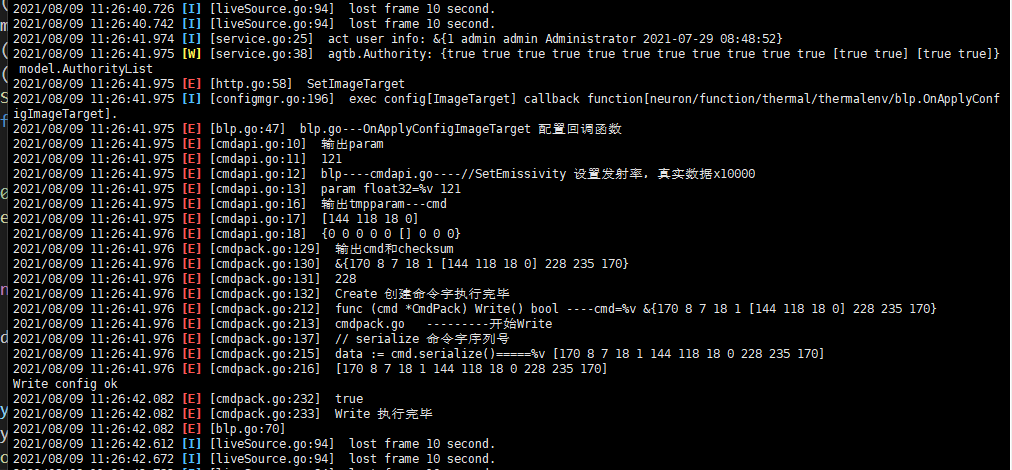 2021/08/09 11:26:40.726 [I] [liveSource.go:94] lost frame 10 second.
2021/08/09 11:26:40.742 [I] [liveSource.go:94] lost frame 10 second.
2021/08/09 11:26:41.974 [I] [service.go:25] act user info: &{1 admin admin Administrator 2021-07-29 08:48:52}
2021/08/09 11:26:41.975 [W] [service.go:38] agtb.Authority: {true true true true true true true true true true true true [true true] [true true]}
model.AuthorityList
2021/08/09 11:26:41.975 [E] [http.go:58] SetImageTarget
2021/08/09 11:26:41.975 [I] [configmgr.go:196] exec config[ImageTarget] callback function[neuron/function/thermal/thermalenv/blp.OnApplyConf
igImageTarget].
2021/08/09 11:26:41.975 [E] [blp.go:47] blp.go---OnApplyConfigImageTarget 配置回调函数
2021/08/09 11:26:41.975 [E] [cmdapi.go:10] 输出param
2021/08/09 11:26:41.975 [E] [cmdapi.go:11] 121
2021/08/09 11:26:41.975 [E] [cmdapi.go:12] blp----cmdapi.go----//SetEmissivity 设置发射率, 真实数据x10000
2021/08/09 11:26:41.975 [E] [cmdapi.go:13] param float32=%v 121
2021/08/09 11:26:41.975 [E] [cmdapi.go:16] 输出tmpparam---cmd
2021/08/09 11:26:41.975 [E] [cmdapi.go:17] [144 118 18 0]
2021/08/09 11:26:41.976 [E] [cmdapi.go:18] {0 0 0 0 0 [] 0 0 0}
2021/08/09 11:26:41.976 [E] [cmdpack.go:129] 输出cmd和checksum
2021/08/09 11:26:41.976 [E] [cmdpack.go:130] &{170 8 7 18 1 [144 118 18 0] 228 235 170}
2021/08/09 11:26:41.976 [E] [cmdpack.go:131] 228
2021/08/09 11:26:41.976 [E] [cmdpack.go:132] Create 创建命令字执行完毕
2021/08/09 11:26:41.976 [E] [cmdpack.go:212] func (cmd *CmdPack) Write() bool ----cmd=%v &{170 8 7 18 1 [144 118 18 0] 228 235 170}
2021/08/09 11:26:41.976 [E] [cmdpack.go:213] cmdpack.go ---------开始Write
2021/08/09 11:26:41.976 [E] [cmdpack.go:137] // serialize 命令字序列号
2021/08/09 11:26:41.976 [E] [cmdpack.go:215] data := cmd.serialize()=====%v [170 8 7 18 1 144 118 18 0 228 235 170]
2021/08/09 11:26:41.976 [E] [cmdpack.go:216] [170 8 7 18 1 144 118 18 0 228 235 170]
Write config ok
2021/08/09 11:26:42.082 [E] [cmdpack.go:232] true
2021/08/09 11:26:42.082 [E] [cmdpack.go:233] Write 执行完毕
2021/08/09 11:26:42.082 [E] [blp.go:70]
2021/08/09 11:26:42.612 [I] [liveSource.go:94] lost frame 10 second.
2021/08/09 11:26:42.672 [I] [liveSource.go:94] lost frame 10 second.